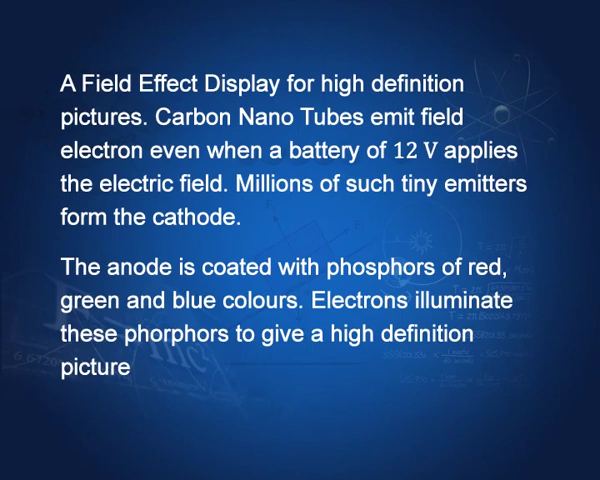 A Field Effect Display for high definition
pictures. Carbon Nano Tubes emit field
electron even when a battery of 12 V applies
the electric field. Millions of such tiny emitters
form the cathode.
The anode is coated with phosphors of red,
green and blue colours. Electrons illuminate
these phorphors to give a high definition
picture